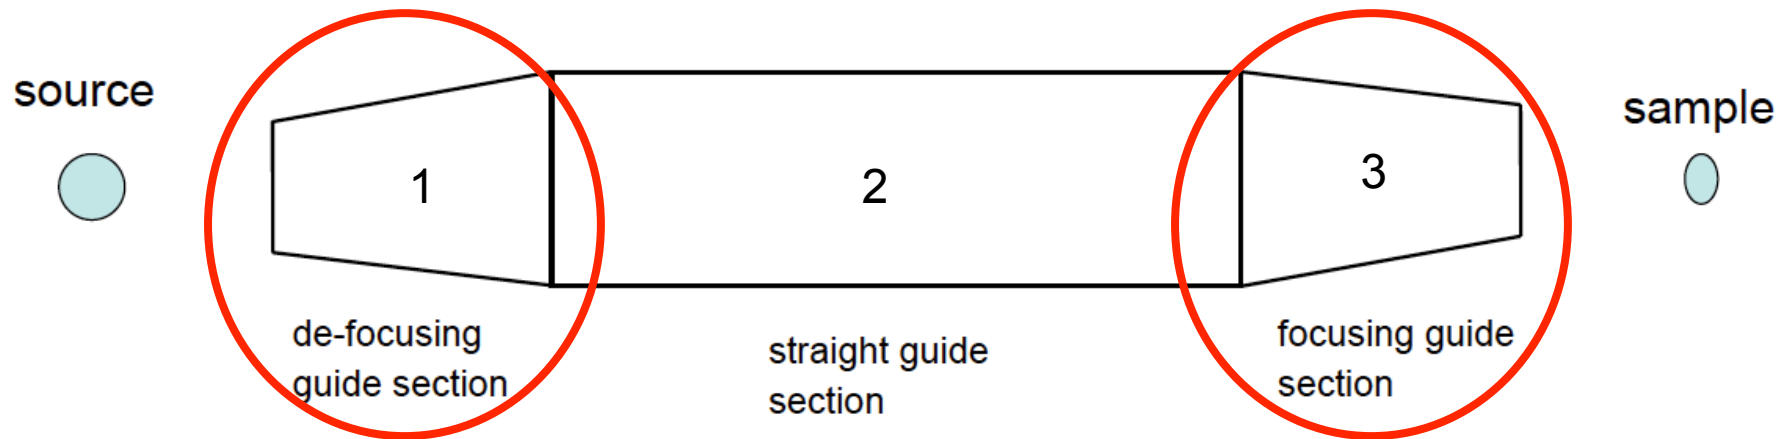 source
sample
1
2
3
de-focusing
guide section
straight guide
section
focusing guide
section